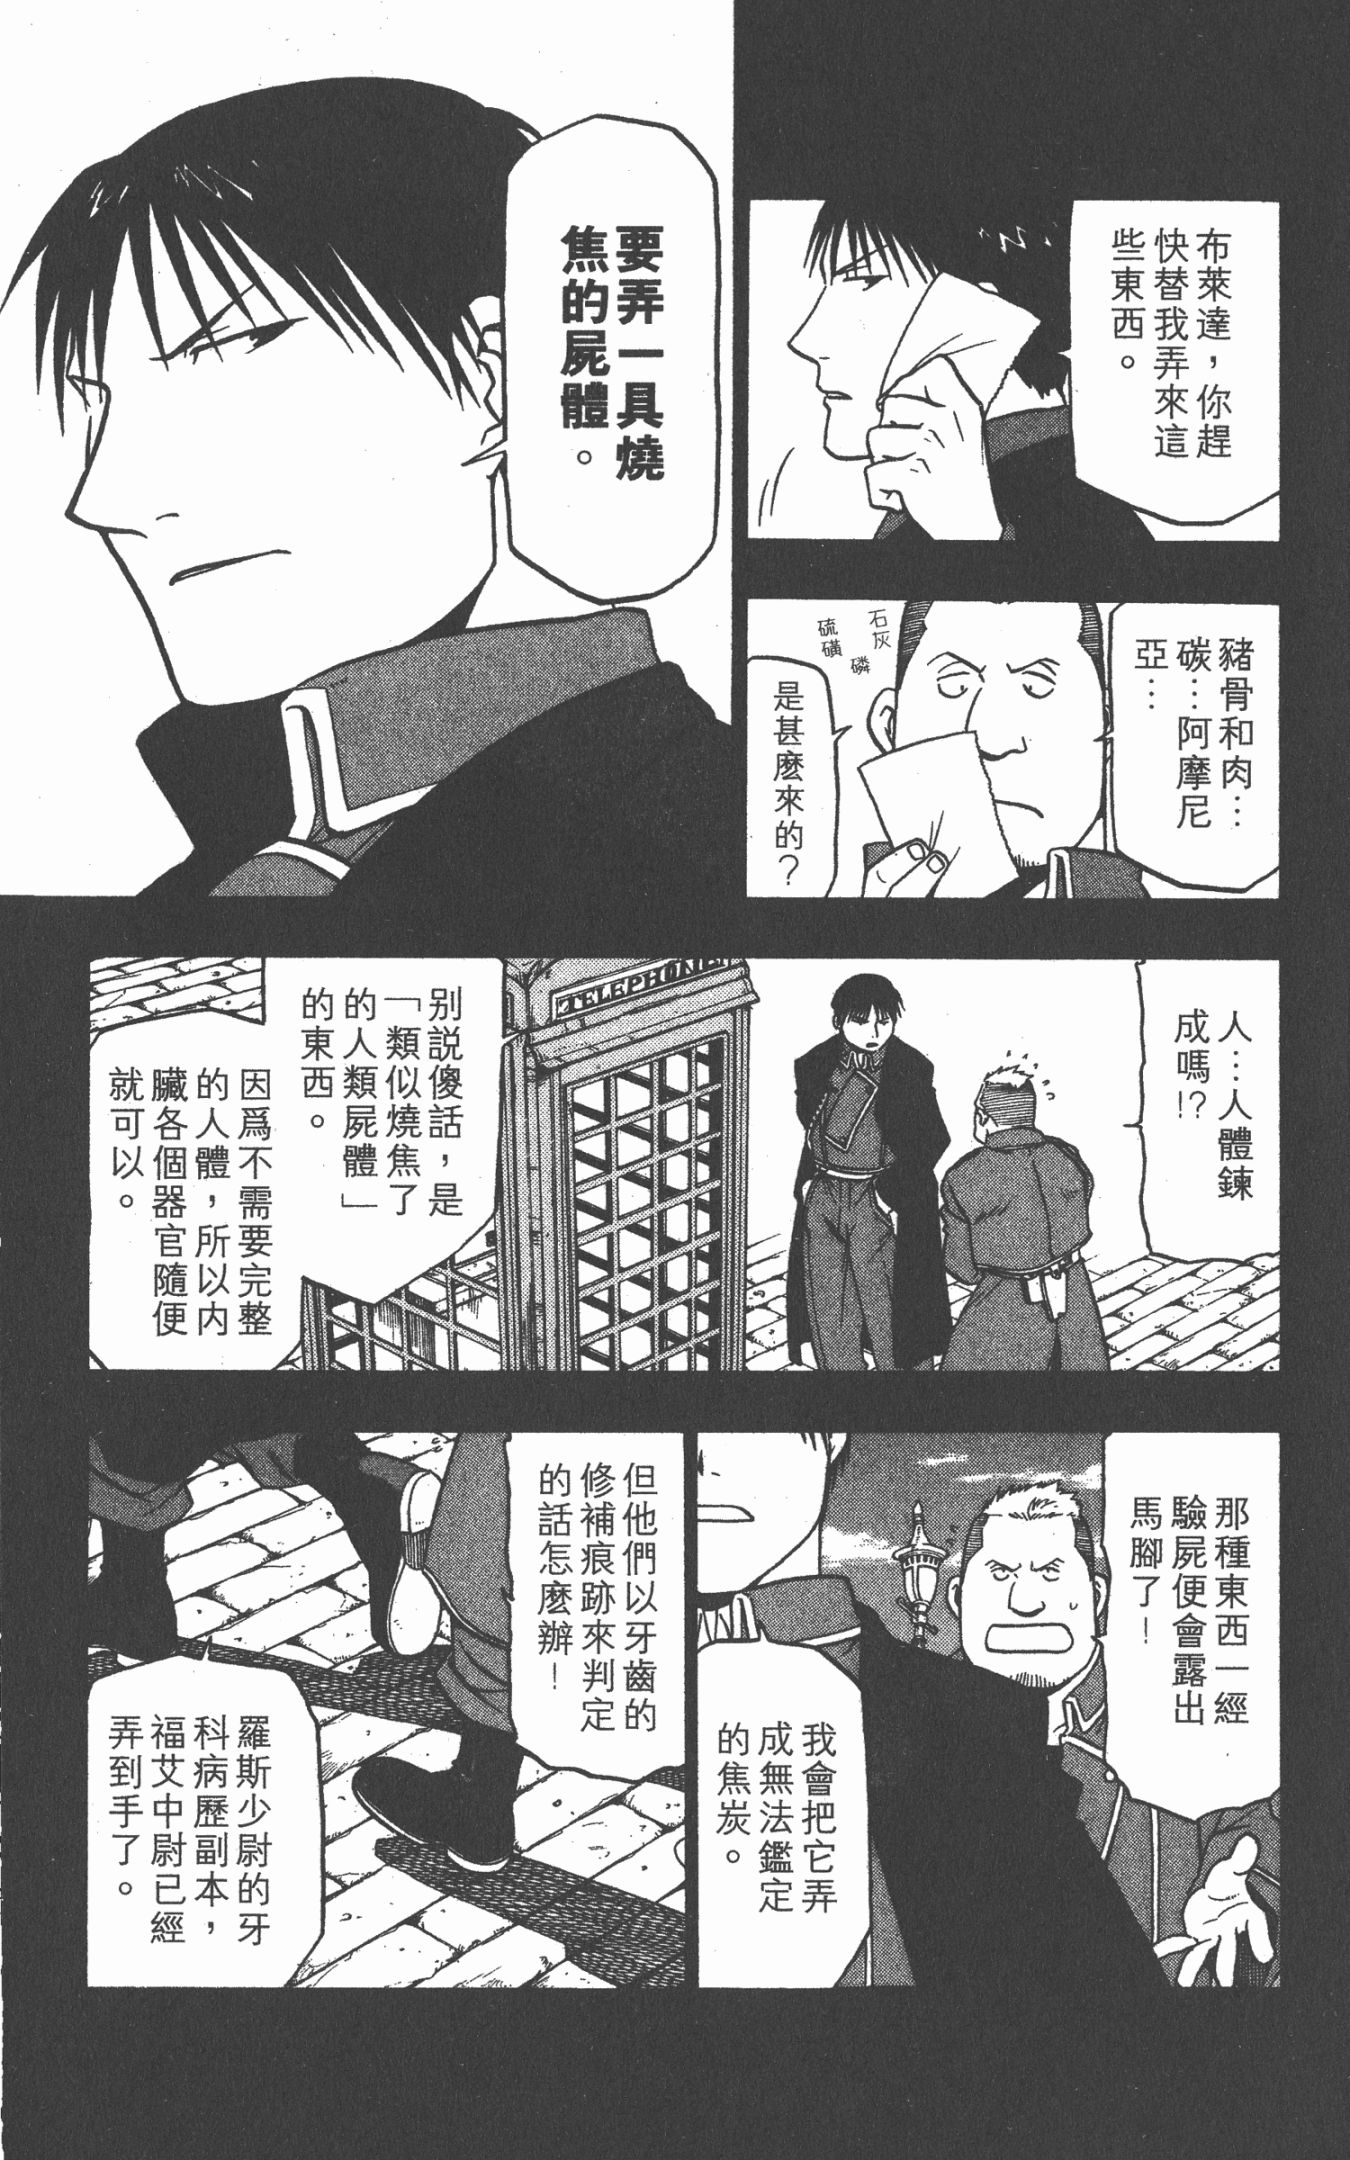 布萊達，你趕
快替我弄來這
些東西。
豬骨和肉…
碳…阿摩尼
亞…
石灰
磷
硫磺
是甚麼來的？
要弄一具燒
焦的屍體。
人…人體鍊
成嗎!?
TELEPHONE
別說傻話，是
「類似燒焦了
的人類屍體」
的東西。
因爲不需要完整
的人體，所以內
臟各個器官隨便
就可以。
那種東西一經
驗屍便會露出
馬腳了！
我會把它弄
成無法鑑定
的焦炭。
但他們以牙齒的
修補痕跡來判定
的話怎麼辦！
羅斯少尉的牙
科病歷副本，
福艾中尉已經
弄到手了。